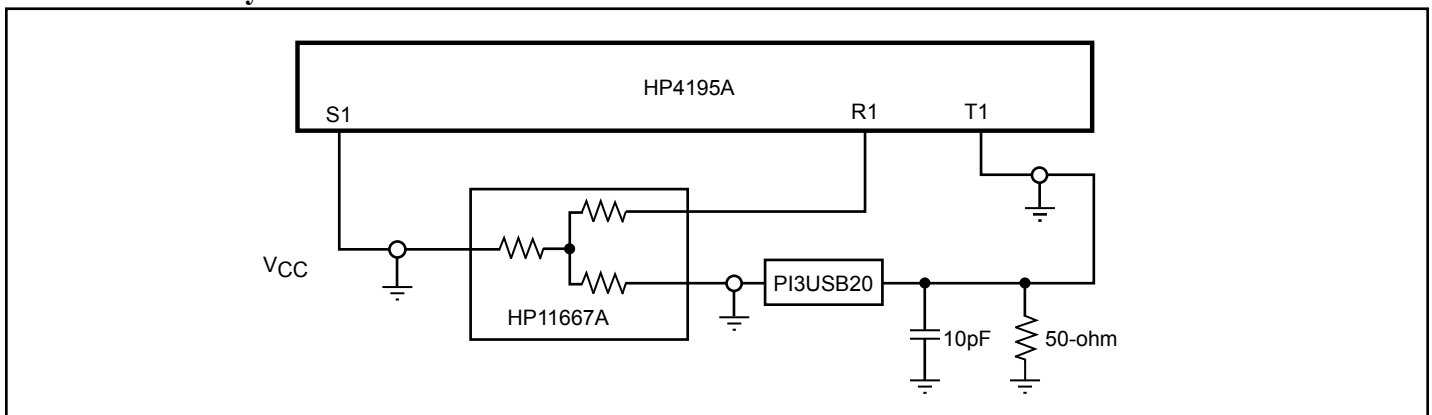 HP4195A
S1
R1
T1
VCC
HP11667A
PI3USB20
10pF
50-ohm